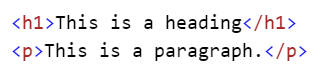 <h1>This is a heading</h1>
<p>This is a paragraph.</p>